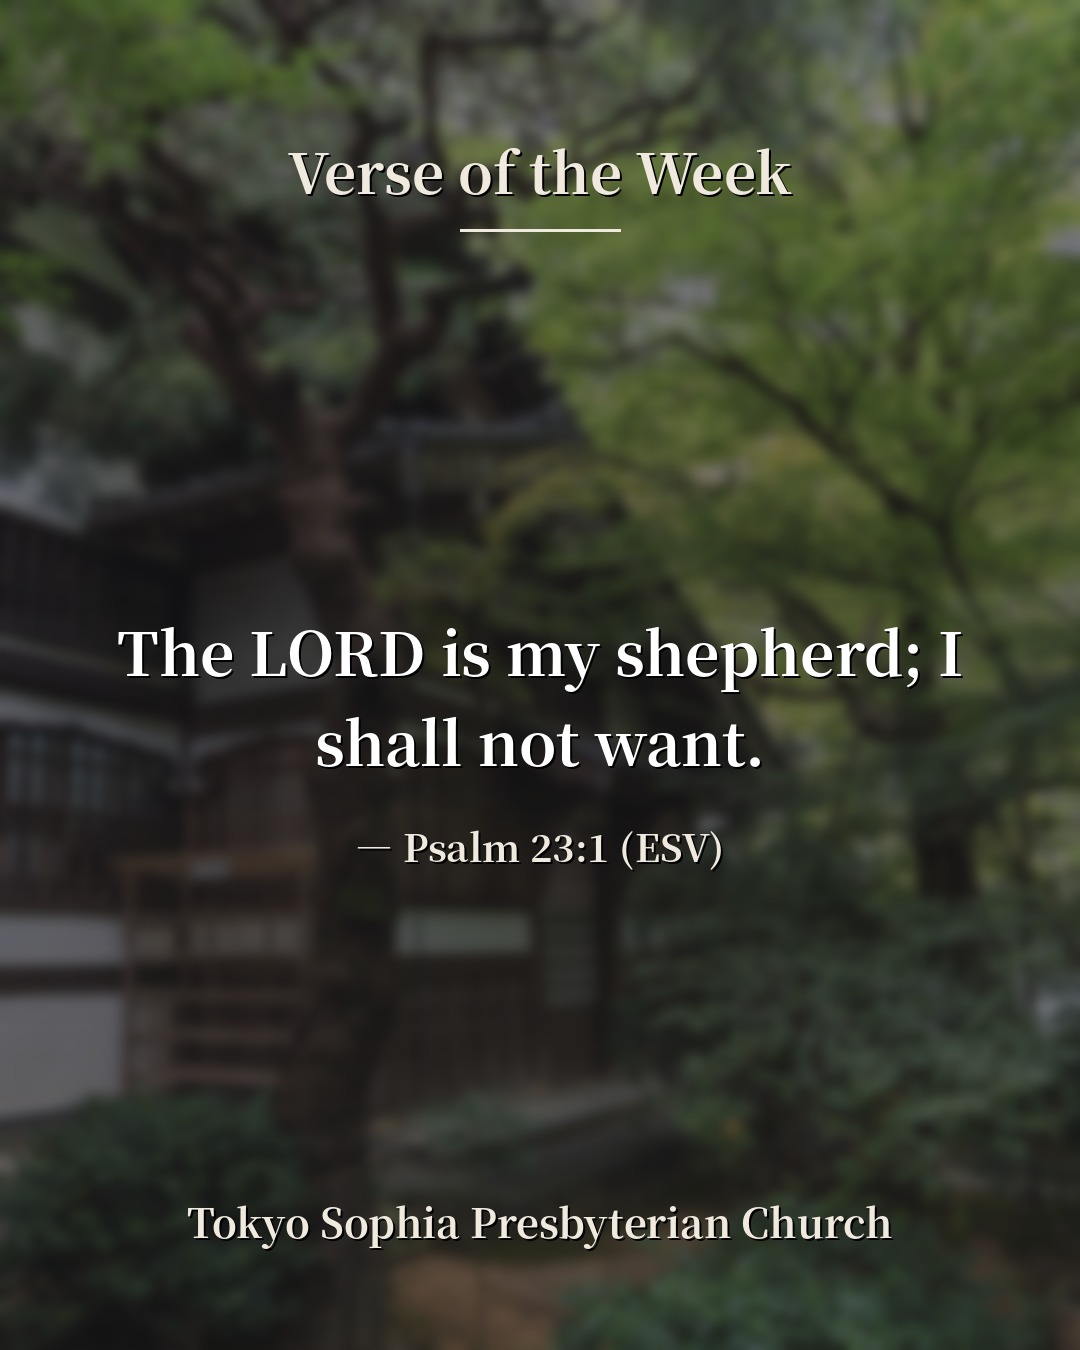 Verse of the Week
The LORD is my shepherd; I
shall not want.
— Psalm 23:1 (ESV)
Tokyo Sophia Presbyterian Church